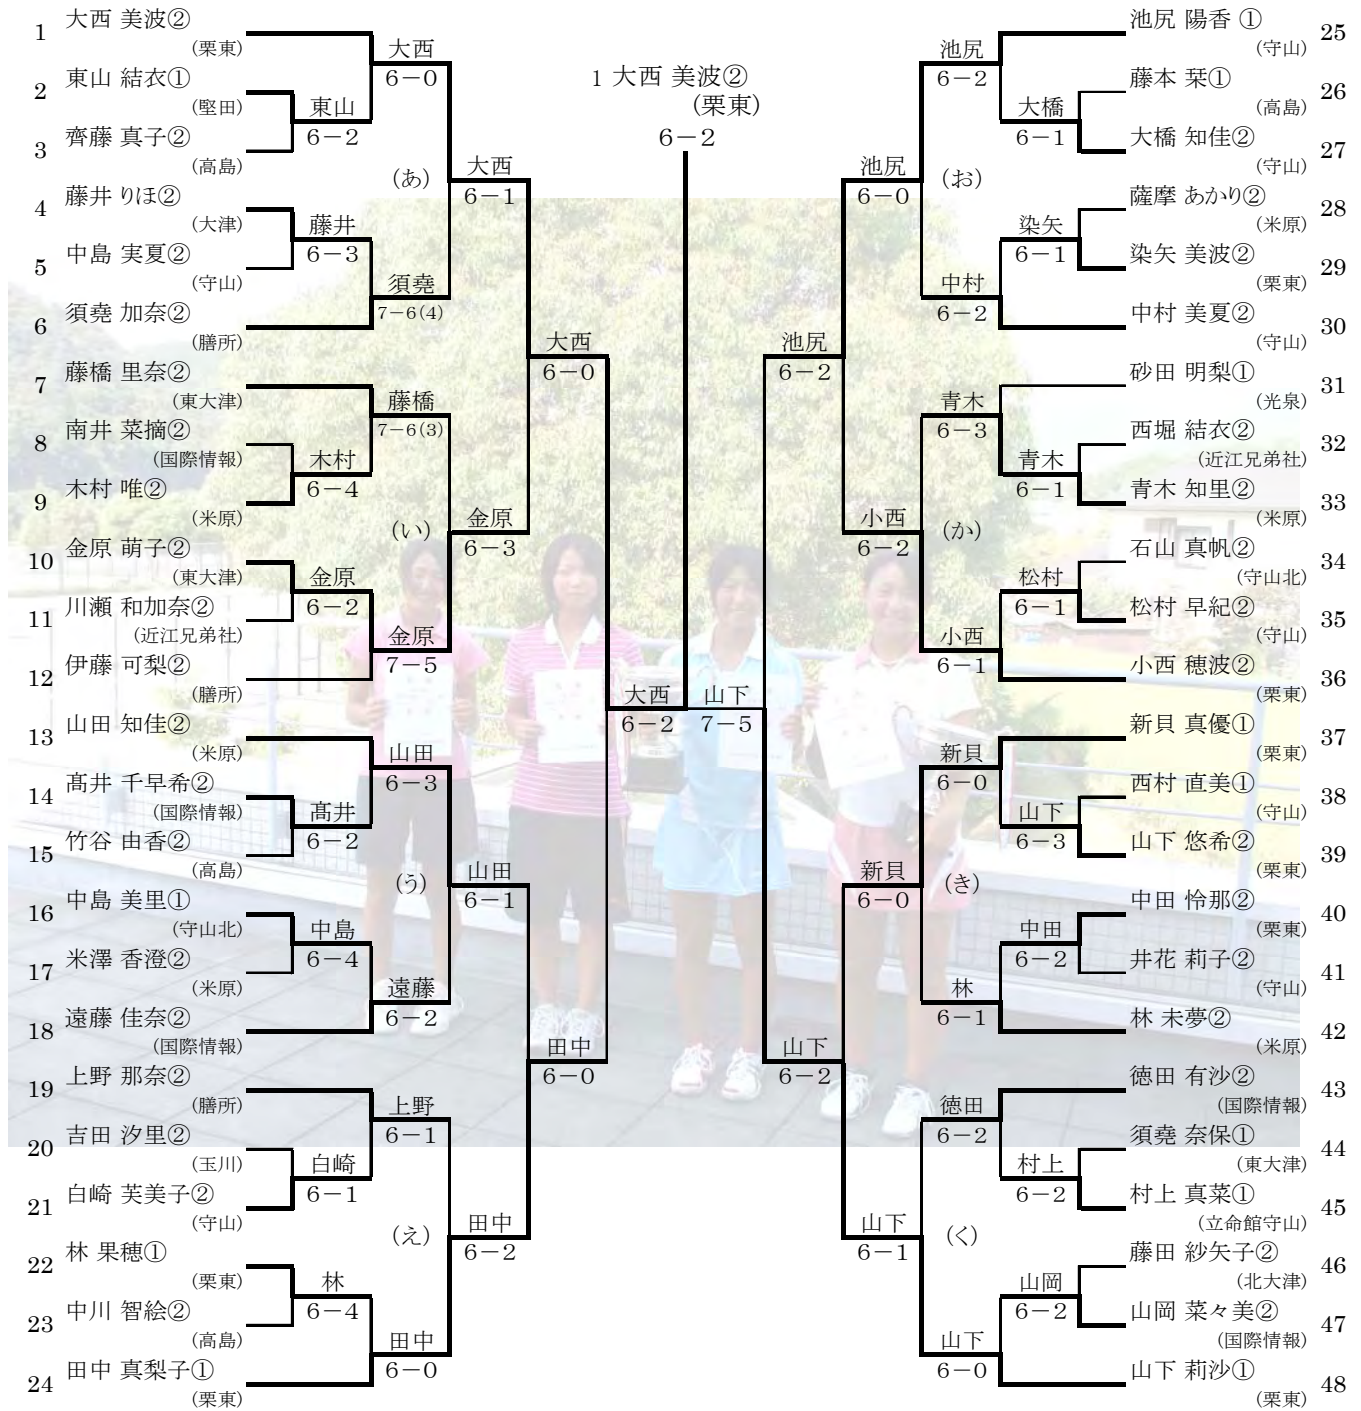 1 大西 美波②
(栗東)
2 東山 結衣①
(堅田)
3 齊藤 真子②
(高島)
4 藤井 りほ②
(大津)
5 中島 実夏②
(守山)
6 須堯 加奈②
(膳所)
7 藤橋 里奈②
(東大津)
8 南井 菜摘②
(国際情報)
9 木村 唯②
(米原)
10 金原 萌子②
(東大津)
11 川瀬 和加奈②
(近江兄弟社)
12 伊藤 可梨②
(膳所)
13 山田 知佳②
(米原)
14 髙井 千早希②
(国際情報)
15 竹谷 由香②
(高島)
16 中島 美里①
(守山北)
17 米澤 香澄②
(米原)
18 遠藤 佳奈②
(国際情報)
19 上野 那奈②
(膳所)
20 吉田 汐里②
(玉川)
21 白崎 芙美子②
(守山)
22 林 果穂①
(栗東)
23 中川 智絵②
(高島)
24 田中 真梨子①
(栗東)
東山
6-2
藤井
6-3
木村
6-4
金原
6-2
髙井
6-2
中島
6-4
白崎
6-1
林
6-4
大西
6-0
(あ)
須堯
7-6(4)
藤橋
7-6(3)
(い)
金原
7-5
山田
6-3
(う)
遠藤
6-2
上野
6-1
(え)
田中
6-0
大西
6-1
金原
6-3
山田
6-1
田中
6-2
大西
6-0
田中
6-0
大西
6-2
1 大西 美波②
(栗東)
6-2
山下
7-5
池尻
6-2
山下
6-2
池尻
6-0
小西
6-2
新貝
6-0
山下
6-1
池尻
6-2
(お)
中村
6-2
青木
6-3
(か)
小西
6-1
新貝
6-0
(き)
林
6-1
徳田
6-2
(く)
山下
6-0
大橋
6-1
染矢
6-1
青木
6-1
松村
6-1
山下
6-3
中田
6-2
村上
6-2
山岡
6-2
池尻 陽香 ① 25
(守山)
藤本 栞① 26
(高島)
大橋 知佳② 27
(守山)
薩摩 あかり② 28
(米原)
染矢 美波② 29
(栗東)
中村 美夏② 30
(守山)
砂田 明梨① 31
(光泉)
西堀 結衣② 32
(近江兄弟社)
青木 知里② 33
(米原)
石山 真帆② 34
(守山北)
松村 早紀② 35
(守山)
小西 穂波② 36
(栗東)
新貝 真優① 37
(栗東)
西村 直美① 38
(守山)
山下 悠希② 39
(栗東)
中田 怜那② 40
(栗東)
井花 莉子② 41
(守山)
林 未夢② 42
(米原)
徳田 有沙② 43
(国際情報)
須堯 奈保① 44
(東大津)
村上 真菜① 45
(立命館守山)
藤田 紗矢子② 46
(北大津)
山岡 菜々美② 47
(国際情報)
山下 莉沙① 48
(栗東)